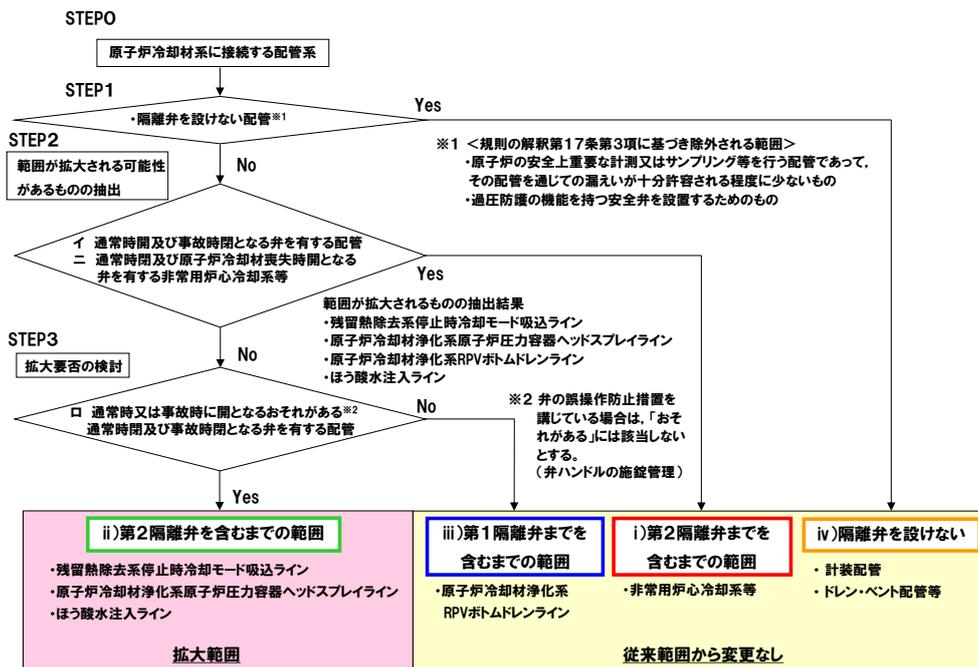 STEP0
原子炉冷却材系に接続する配管系
STEP1
・隔離弁を設けない配管※1
Yes
STEP2
範囲が拡大される可能性
があるものの抽出
No
※1 <規則の解釈第17条第3項に基づき除外される範囲>
・原子炉の安全上重要な計測又はサンプリング等を行う配管であって,
その配管を通じての漏えいが十分許容される程度に少ないもの
・過圧防護の機能を持つ安全弁を設置するためのもの
イ 通常時開及び事故時閉となる弁を有する配管
ニ 通常時閉及び原子炉冷却材喪失時開となる
弁を有する非常用炉心冷却系等
Yes
範囲が拡大されるものの抽出結果
・残留熱除去系停止時冷却モード吸込ライン
・原子炉冷却材浄化系原子炉圧力容器ヘッドスプレイライン
・原子炉冷却材浄化系RPVボトムドレンライン
・ほう酸水注入ライン
STEP3
No
拡大要否の検討
ロ 通常時又は事故時に開となるおそれがある※2
通常時閉及び事故時閉となる弁を有する配管
No
※2 弁の誤操作防止措置を
講じている場合は,「おそ
れがある」には該当しない
とする。
(弁ハンドルの施錠管理)
Yes
ii)第2隔離弁を含むまでの範囲
・残留熱除去系停止時冷却モード吸込ライン
・原子炉冷却材浄化系原子炉圧力容器ヘッドスプレイライン
・ほう酸水注入ライン
拡大範囲
iii)第1隔離弁までを
含むまでの範囲
・原子炉冷却材浄化系
RPVボトムドレンライン
i)第2隔離弁までを
含むまでの範囲
・非常用炉心冷却系等
iv)隔離弁を設けない
・計装配管
・ドレン・ベント配管等
従来範囲から変更なし